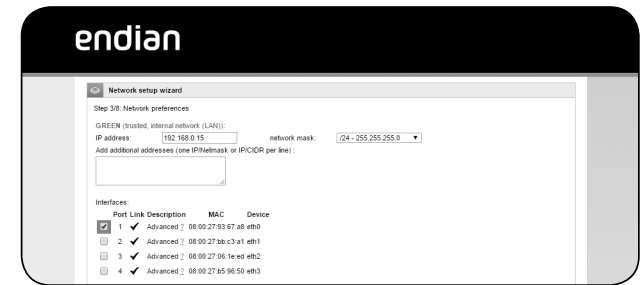 endian
Network setup wizard
Step 3/8: Network preferences
GREEN (trusted, internal network (LAN)):
IP address: 192.168.0.15 network mask: /24 - 255.255.255.0
Add additional addresses (one IP/Netmask or IP/CIDR per line) :
Interfaces:
Port Link Description MAC Device
1 ✓ Advanced ? 08:00:27:93:67:a8 eth0
2 ✓ Advanced ? 08:00:27:bb:c3:a1 eth1
3 ✓ Advanced ? 08:00:27:06:1e:ed eth2
4 ✓ Advanced ? 08:00:27:b5:96:50 eth3